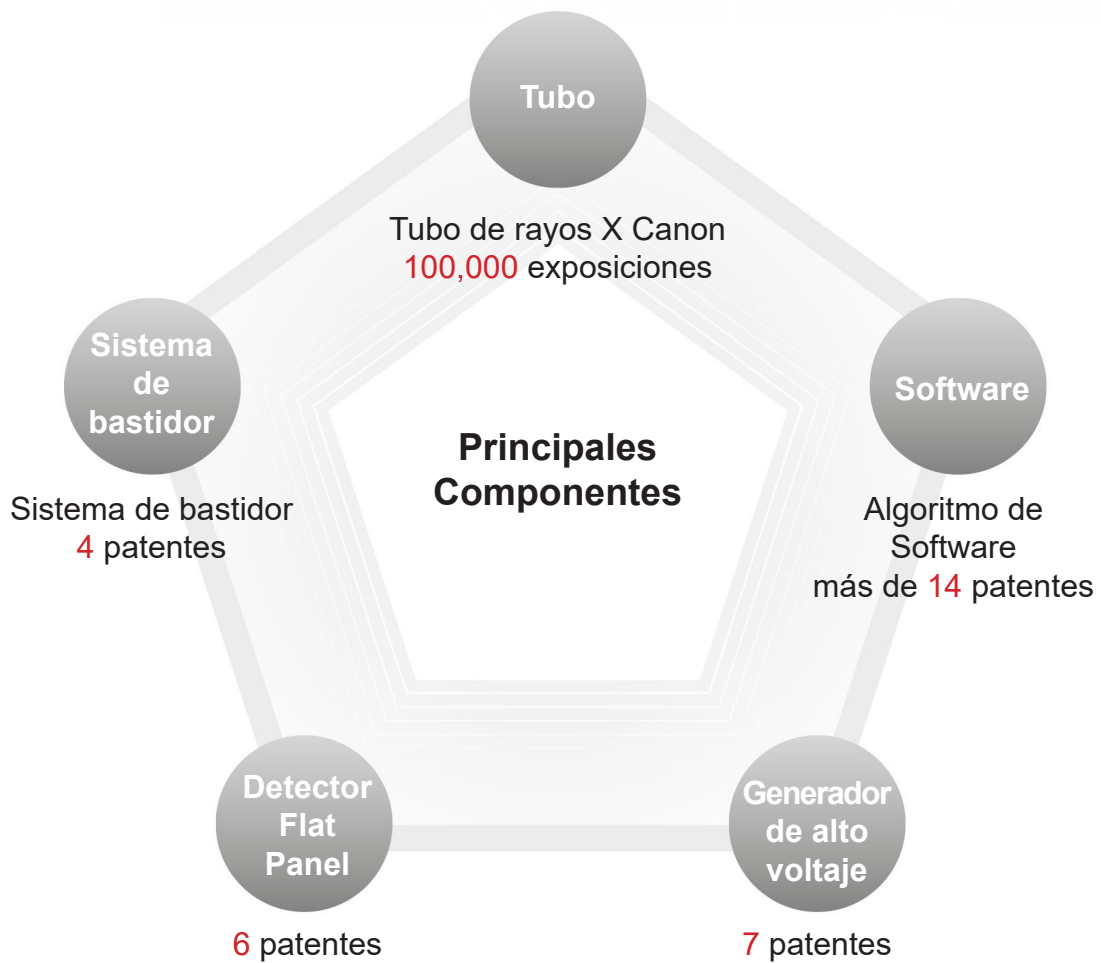 Tubo
Tubo de rayos X Canon
100,000 exposiciones
Sistema
de
bastidor
Sistema de bastidor
4 patentes
Principales
Componentes
Software
Algoritmo de
Software
más de 14 patentes
Detector
Flat
Panel
6 patentes
Generador
de alto
voltaje
7 patentes